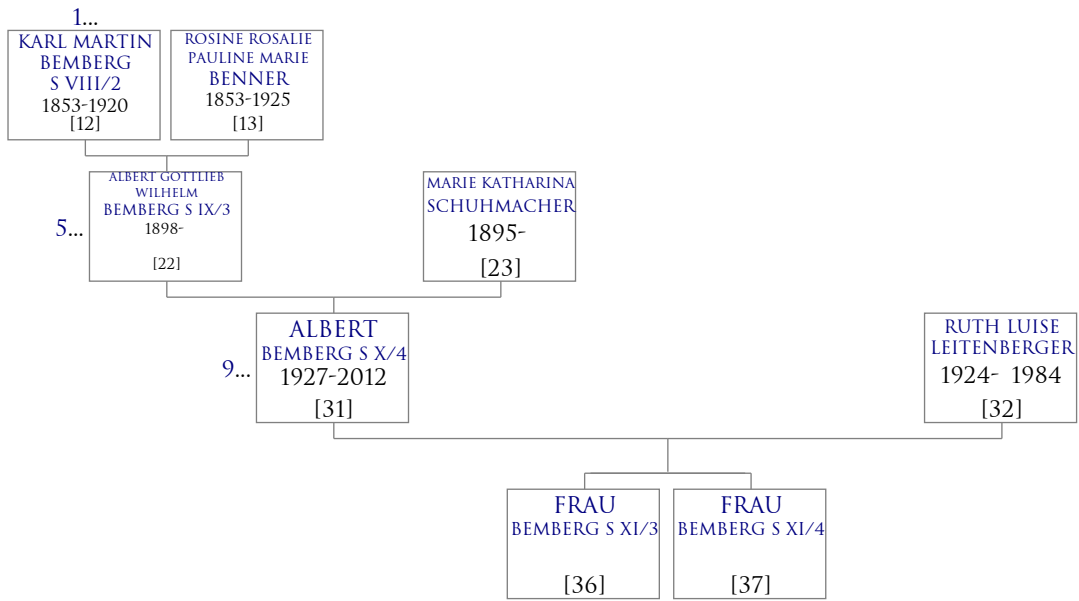 1...
KARL MARTIN
BEMBERG
S VIII/2
1853-1920
[12]
ROSINE ROSALIE
PAULINE MARIE
BENNER
1853-1925
[13]
5...
ALBERT GOTTLIEB
WILHELM
BEMBERG S IX/3
1898-
[22]
MARIE KATHARINA
SCHUHMACHER
1895-
[23]
9...
ALBERT
BEMBERG S X/4
1927-2012
[31]
RUTH LUISE
LEITENBERGER
1924- 1984
[32]
FRAU
BEMBERG S XI/3
[36]
FRAU
BEMBERG S XI/4
[37]